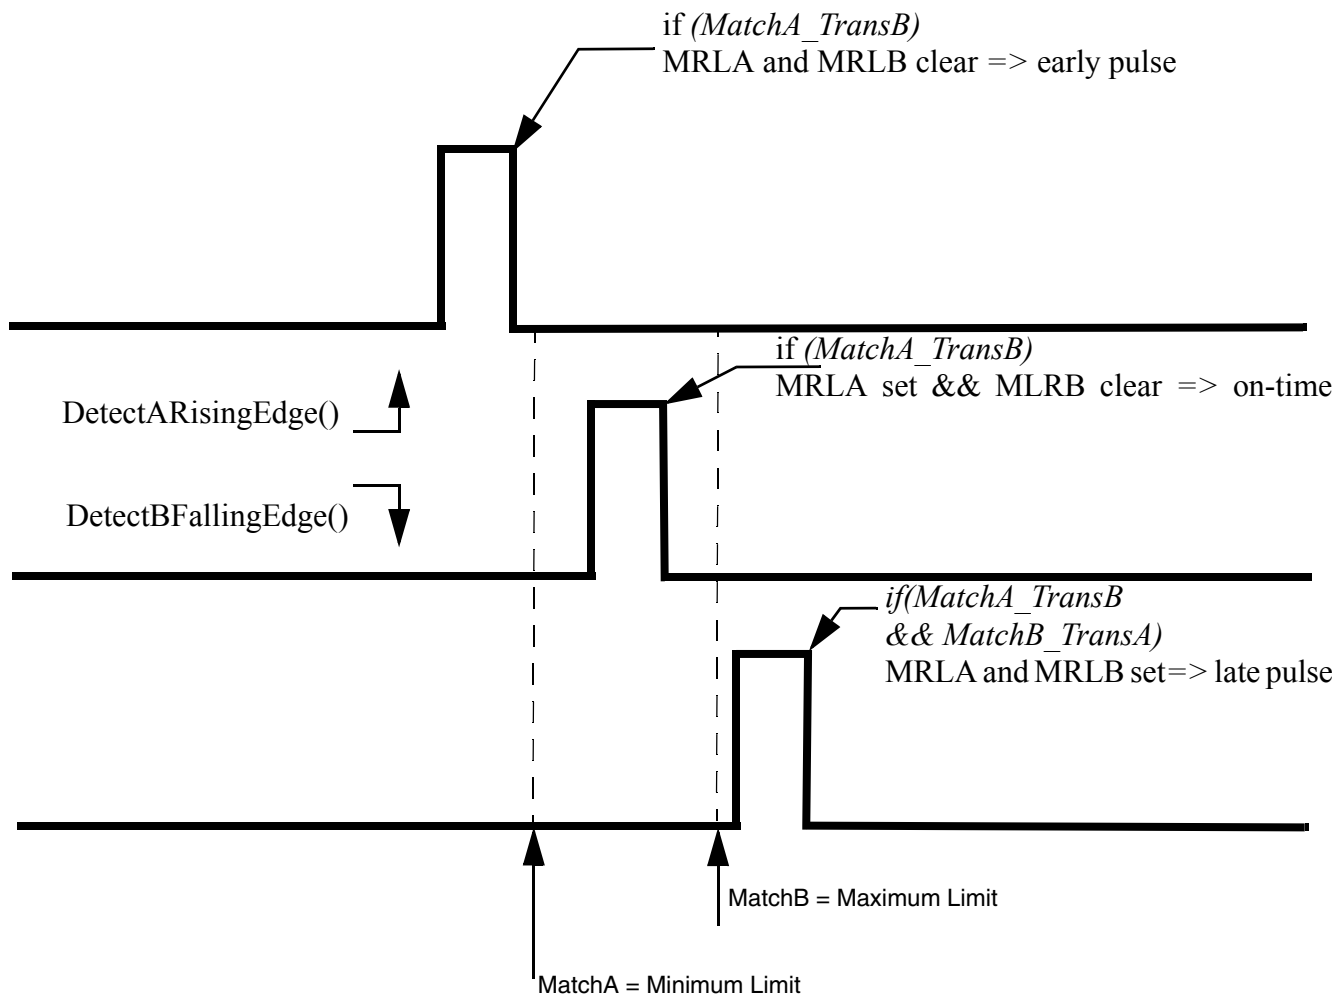 if (MatchA_TransB)
MRLA and MRLB clear => early pulse
if (MatchA_TransB)
MRLA set && MLRB clear => on-time
DetectARisingEdge()
DetectBFallingEdge()
if(MatchA_TransB
&& MatchB_TransA)
MRLA and MRLB set=> late pulse
MatchB = Maximum Limit
MatchA = Minimum Limit